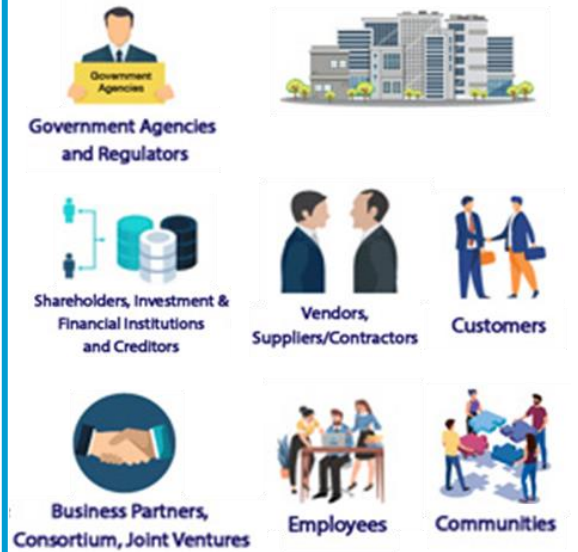 Government
Agencies
Government Agencies
and Regulators
Shareholders, Investment &
Financial Institutions
and Creditors
Vendors,
Suppliers/Contractors
Customers
Business Partners,
Consortium, Joint Ventures
Employees
Communities